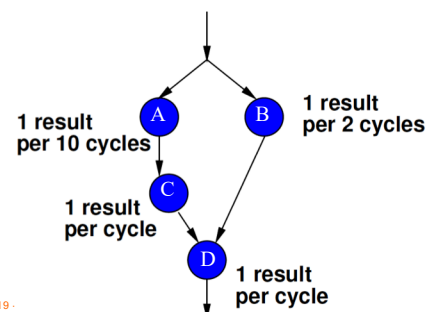 A
1 result
per 10 cycles
B
1 result
per 2 cycles
C
1 result
per cycle
D
1 result
per cycle